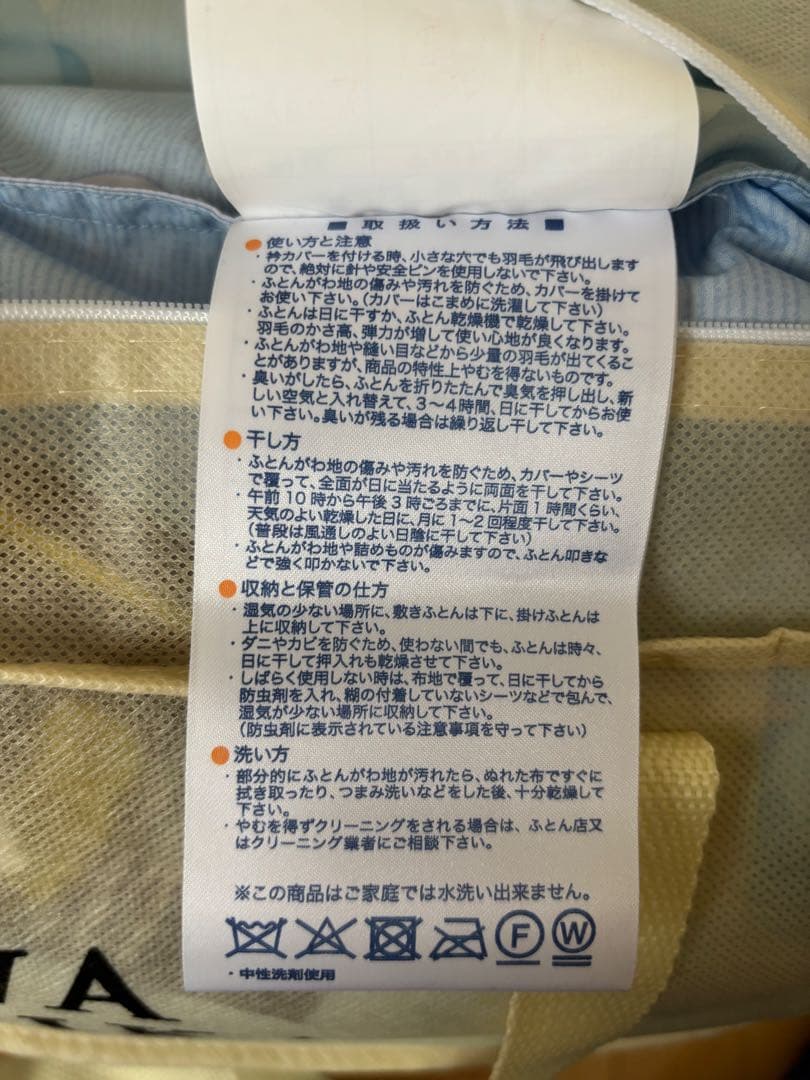 ■ 取扱い方法 ■
● 使い方と注意
・衿カバーを付ける時、小さな穴でも羽毛が飛び出します
ので、絶対に針や安全ピンを使用しないで下さい。
・ふとんがわ地の傷みや汚れを防ぐため、カバーを掛けて
お使い下さい。(カバーはこまめに洗濯して下さい)
・ふとんは日に干すか、ふとん乾燥機で乾燥して下さい。
羽毛のかさ高、弾力が増して使い心地が良くなります。
・ふとんがわ地や縫い目などから少量の羽毛が出てくるこ
とがありますが、商品の特性上やむを得ないものです。
・臭いがしたら、ふとんを折りたたんで臭気を押し出し、新
しい空気と入れ替えて、3〜4時間、日に干してからお使
い下さい。臭いが残る場合は繰り返し干して下さい。
● 干し方
・ふとんがわ地の傷みや汚れを防ぐため、カバーやシーツ
で覆って、全面が日に当たるように両面を干して下さい。
・午前10時から午後3時ごろまでに、片面1時間くらい、
天気のよい乾燥した日に、月に1〜2回程度干して下さい。
(普段は風通しのよい日陰に干して下さい)
・ふとんがわ地や詰めものが傷みますので、ふとん叩きな
どで強く叩かないで下さい。
● 収納と保管の仕方
・湿気の少ない場所に、敷きふとんは下に、掛けふとんは
上に収納して下さい。
・ダニやカビを防ぐため、使わない間でも、ふとんは時々、
日に干して押入れも乾燥させて下さい。
・しばらく使用しない時は、布地で覆って、日に干してから
防虫剤を入れ、糊の付着していないシーツなどで包んで、
湿気が少ない場所に収納して下さい。
(防虫剤に表示されている注意事項を守って下さい)
● 洗い方
・部分的にふとんがわ地が汚れたら、ぬれた布ですぐに
拭き取ったり、つまみ洗いなどをした後、十分乾燥して
下さい。
・やむを得ずクリーニングをされる場合は、ふとん店又
はクリーニング業者にご相談下さい。
※この商品はご家庭では水洗い出来ません。
F W
・中性洗剤使用